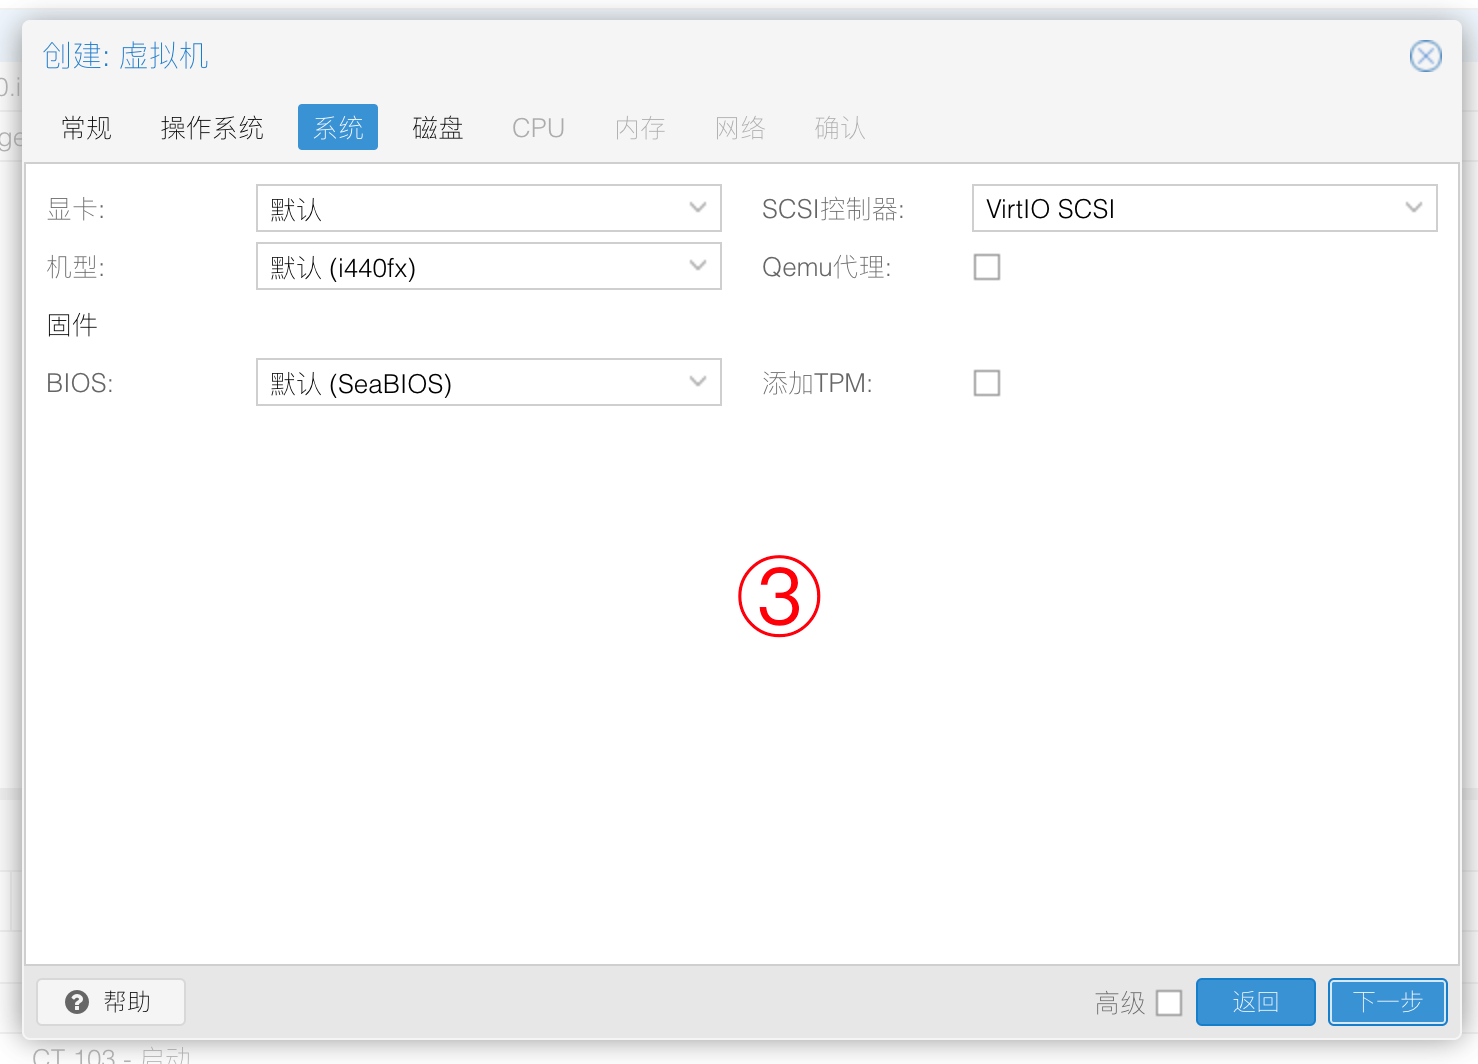 创建: 虚拟机
0.i
ge
常规 操作系统 系统 磁盘 CPU 内存 网络 确认
显卡: 默认 SCSI控制器: VirtIO SCSI
机型: 默认 (i440fx) Qemu代理:
固件
BIOS: 默认 (SeaBIOS) 添加TPM:
③
帮助 高级 返回 下一步
CT 103 - 启动